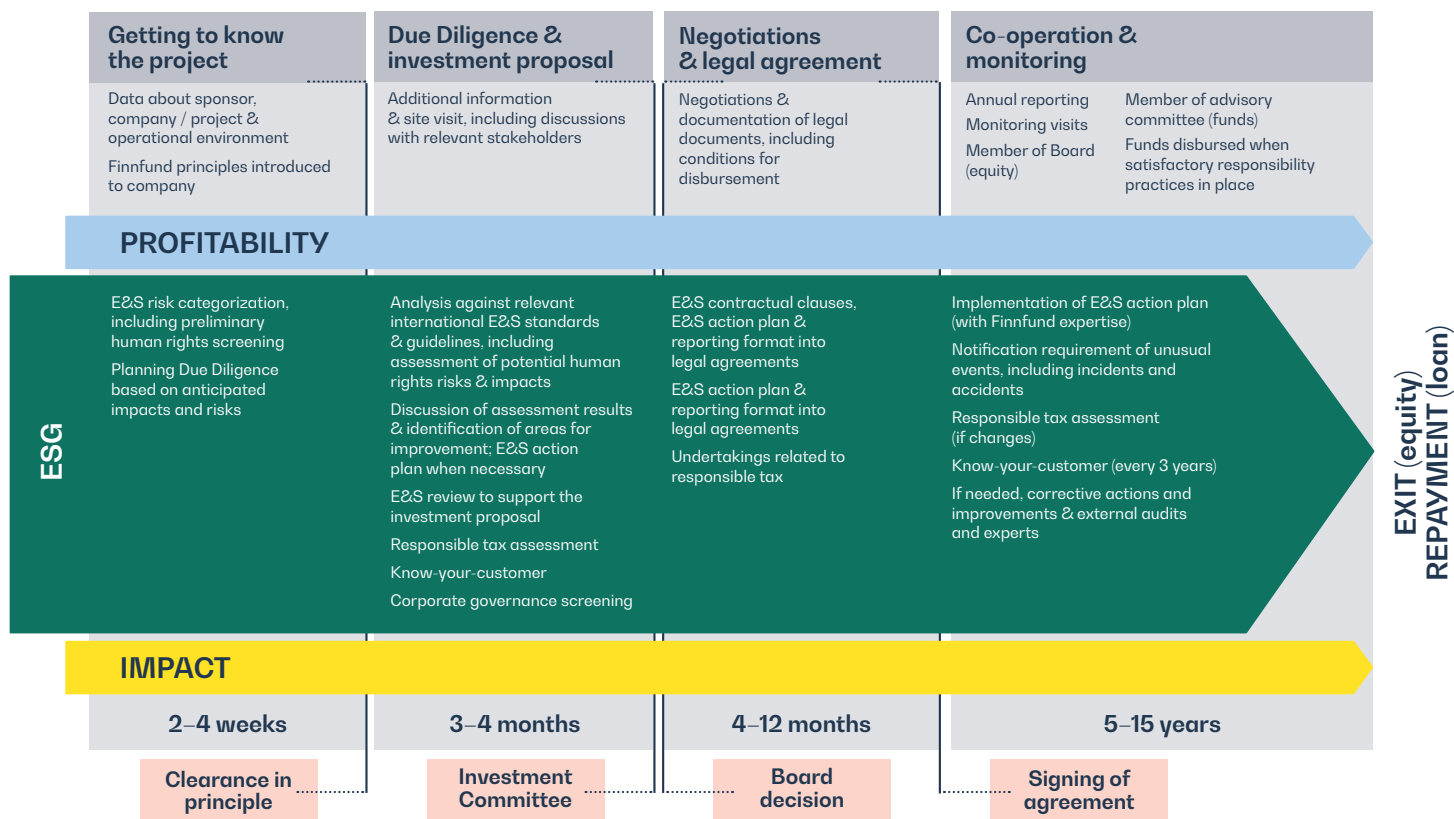 Getting to know
the project
Data about sponsor,
company / project &
operational environment
Finnfund principles introduced
to company
Due Diligence &
investment proposal
Additional information
& site visit, including discussions
with relevant stakeholders
Negotiations
& legal agreement
Negotiations &
documentation of legal
documents, including
conditions for
disbursement
Co-operation &
monitoring
Annual reporting
Monitoring visits
Member of Board
(equity)
Member of advisory
committee (funds)
Funds disbursed when
satisfactory responsibility
practices in place
PROFITABILITY
ESG
E&S risk categorization,
including preliminary
human rights screening
Planning Due Diligence
based on anticipated
impacts and risks
Analysis against relevant
international E&S standards
& guidelines, including
assessment of potential human
rights risks & impacts
Discussion of assessment results
& identification of areas for
improvement; E&S action
plan when necessary
E&S review to support the
investment proposal
Responsible tax assessment
Know-your-customer
Corporate governance screening
E&S contractual clauses,
E&S action plan &
reporting format into
legal agreements
E&S action plan &
reporting format into
legal agreements
Undertakings related to
responsible tax
Implementation of E&S action plan
(with Finnfund expertise)
Notification requirement of unusual
events, including incidents and
accidents
Responsible tax assessment
(if changes)
Know-your-customer (every 3 years)
If needed, corrective actions and
improvements & external audits
and experts
EXIT (equity)
REPAYMENT (loan)
IMPACT
2–4 weeks
3–4 months
4–12 months
5–15 years
Clearance in
principle
Investment
Committee
Board
decision
Signing of
agreement